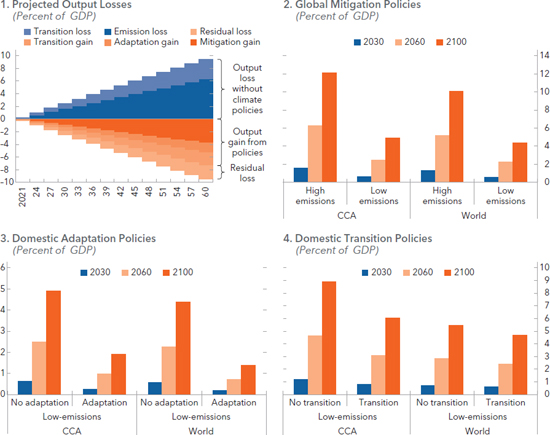 1. Projected Output Losses
(Percent of GDP)
Transition loss Emission loss Residual loss
Transition gain Adaptation gain Mitigation gain
10
8
6
4
2
0
-2
-4
-6
-8
-10
Output
loss
without
climate
policies
Output
gain from
policies
Residual
loss
2021 24 27 30 33 36 39 42 45 48 51 54 57 60
2. Global Mitigation Policies
(Percent of GDP)
2030 2060 2100
14
12
10
8
6
4
2
0
High emissions Low emissions High emissions Low emissions
CCA World
3. Domestic Adaptation Policies
(Percent of GDP)
2030 2060 2100
6
5
4
3
2
1
0
No adaptation Adaptation No adaptation Adaptation
Low-emissions Low-emissions
CCA World
4. Domestic Transition Policies
(Percent of GDP)
2030 2060 2100
10
9
8
7
6
5
4
3
2
1
0
No transition Transition No transition Transition
Low-emissions Low-emissions
CCA World